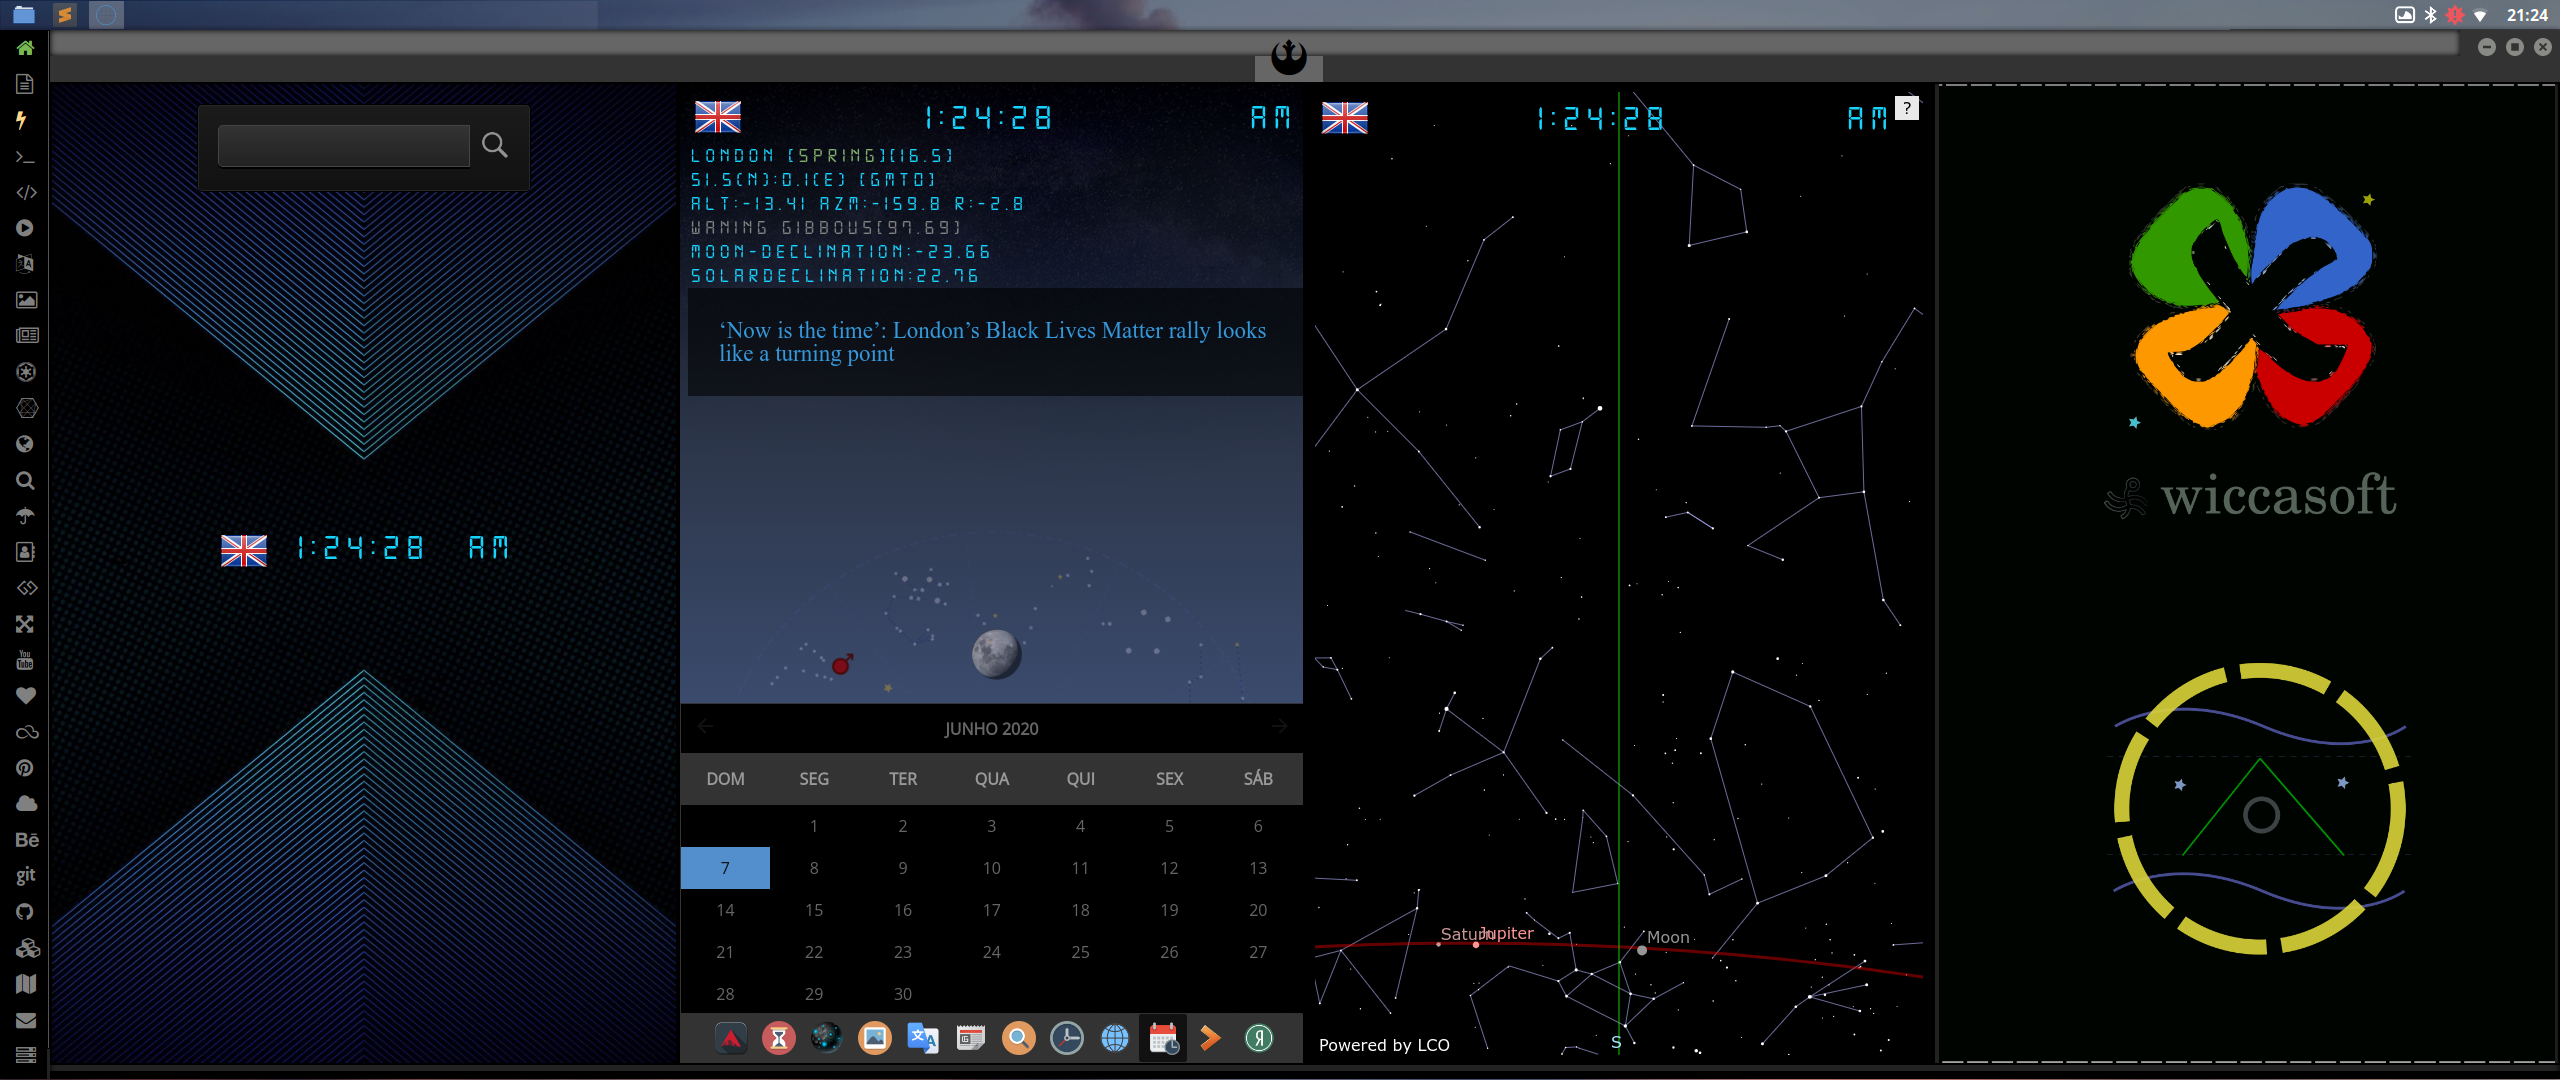 21:24
1:24:28 AM
1:24:28 AM
LONDON [SPRING][16.5]
51.5(N):0.1(E) [GMT0]
ALT:-13.41 AZM:-159.8 R:-2.8
WANING GIBBOUS[97.69]
MOON-DECLINATION:-23.66
SOLARDECLINATION:22.76
‘Now is the time’: London’s Black Lives Matter rally looks
like a turning point
JUNHO 2020
DOM SEG TER QUA QUI SEX SÁB
1 2 3 4 5 6
7 8 9 10 11 12 13
14 15 16 17 18 19 20
21 22 23 24 25 26 27
28 29 30
1:24:28 AM
?
Saturn Jupiter
Moon
S
Powered by LCO
wiccasoft
You
Tube
Bē
git